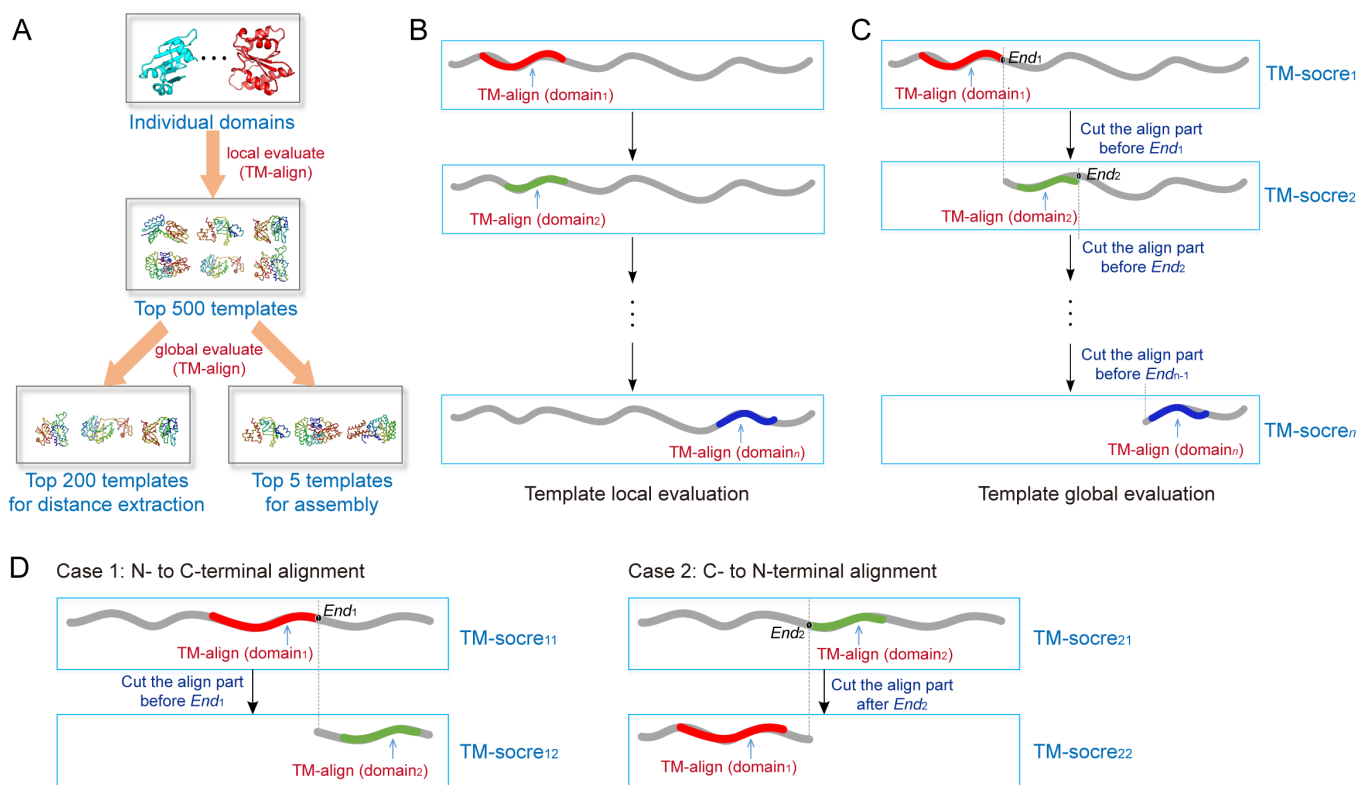 A
Individual domains
local evaluate
(TM-align)
Top 500 templates
global evaluate
(TM-align)
Top 200 templates
for distance extraction
Top 5 templates
for assembly
B
TM-align (domain1)
TM-align (domain2)
TM-align (domainn)
Template local evaluation
C
End1
TM-align (domain1)
TM-socre1
Cut the align part
before End1
End2
TM-align (domain2)
TM-socre2
Cut the align part
before End2
Cut the align part
before Endn-1
TM-align (domainn)
TM-socren
Template global evaluation
D
Case 1: N- to C-terminal alignment
End1
TM-align (domain1)
TM-socre11
Cut the align part
before End1
TM-align (domain2)
TM-socre12
Case 2: C- to N-terminal alignment
End2
TM-align (domain2)
TM-socre21
Cut the align part
after End2
TM-align (domain1)
TM-socre22